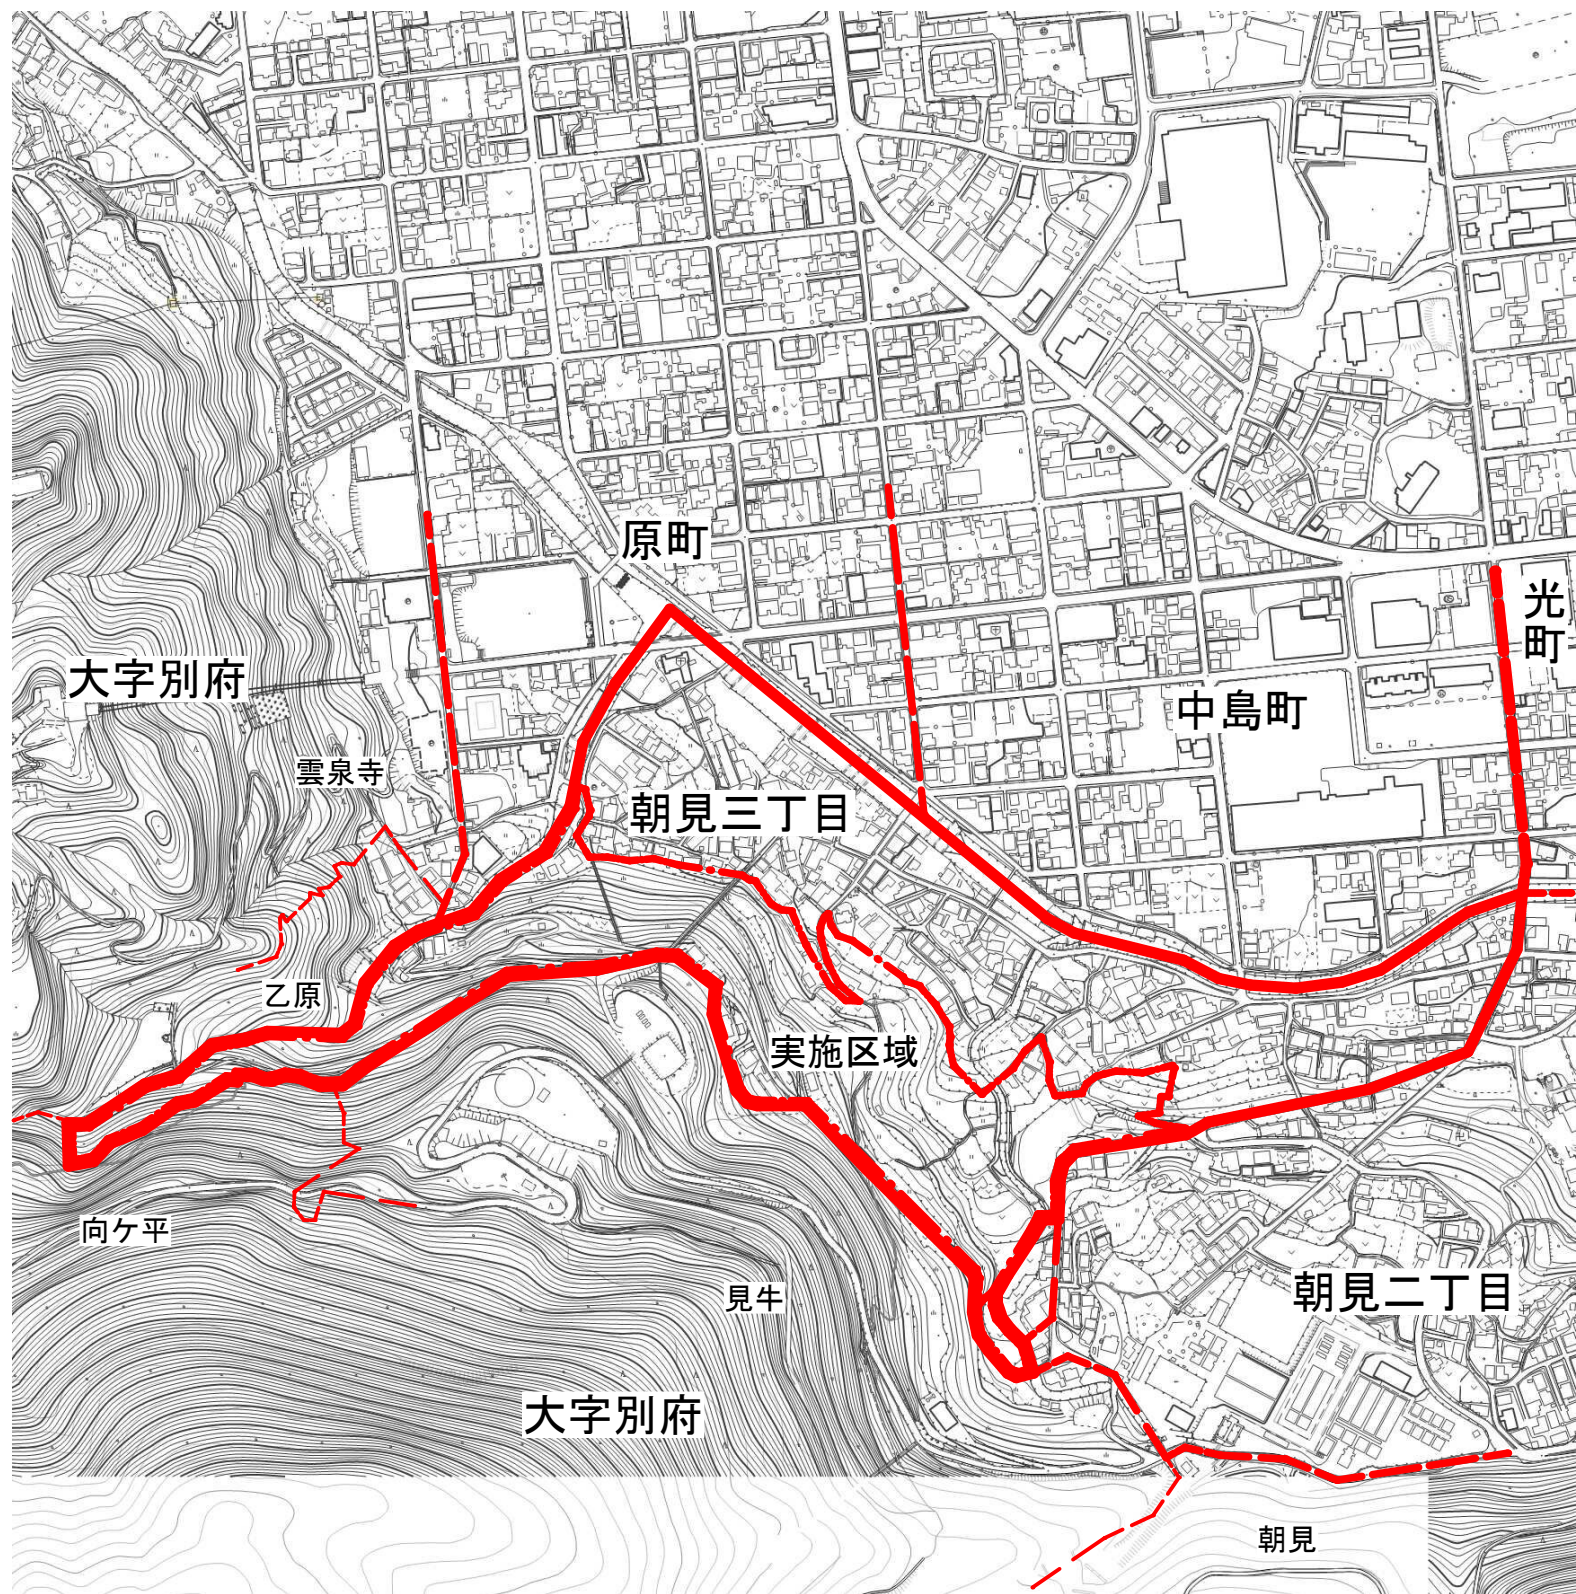 原町
光町
大字別府
中島町
雲泉寺
朝見三丁目
乙原
実施区域
向ケ平
見牛
朝見二丁目
大字別府
朝見